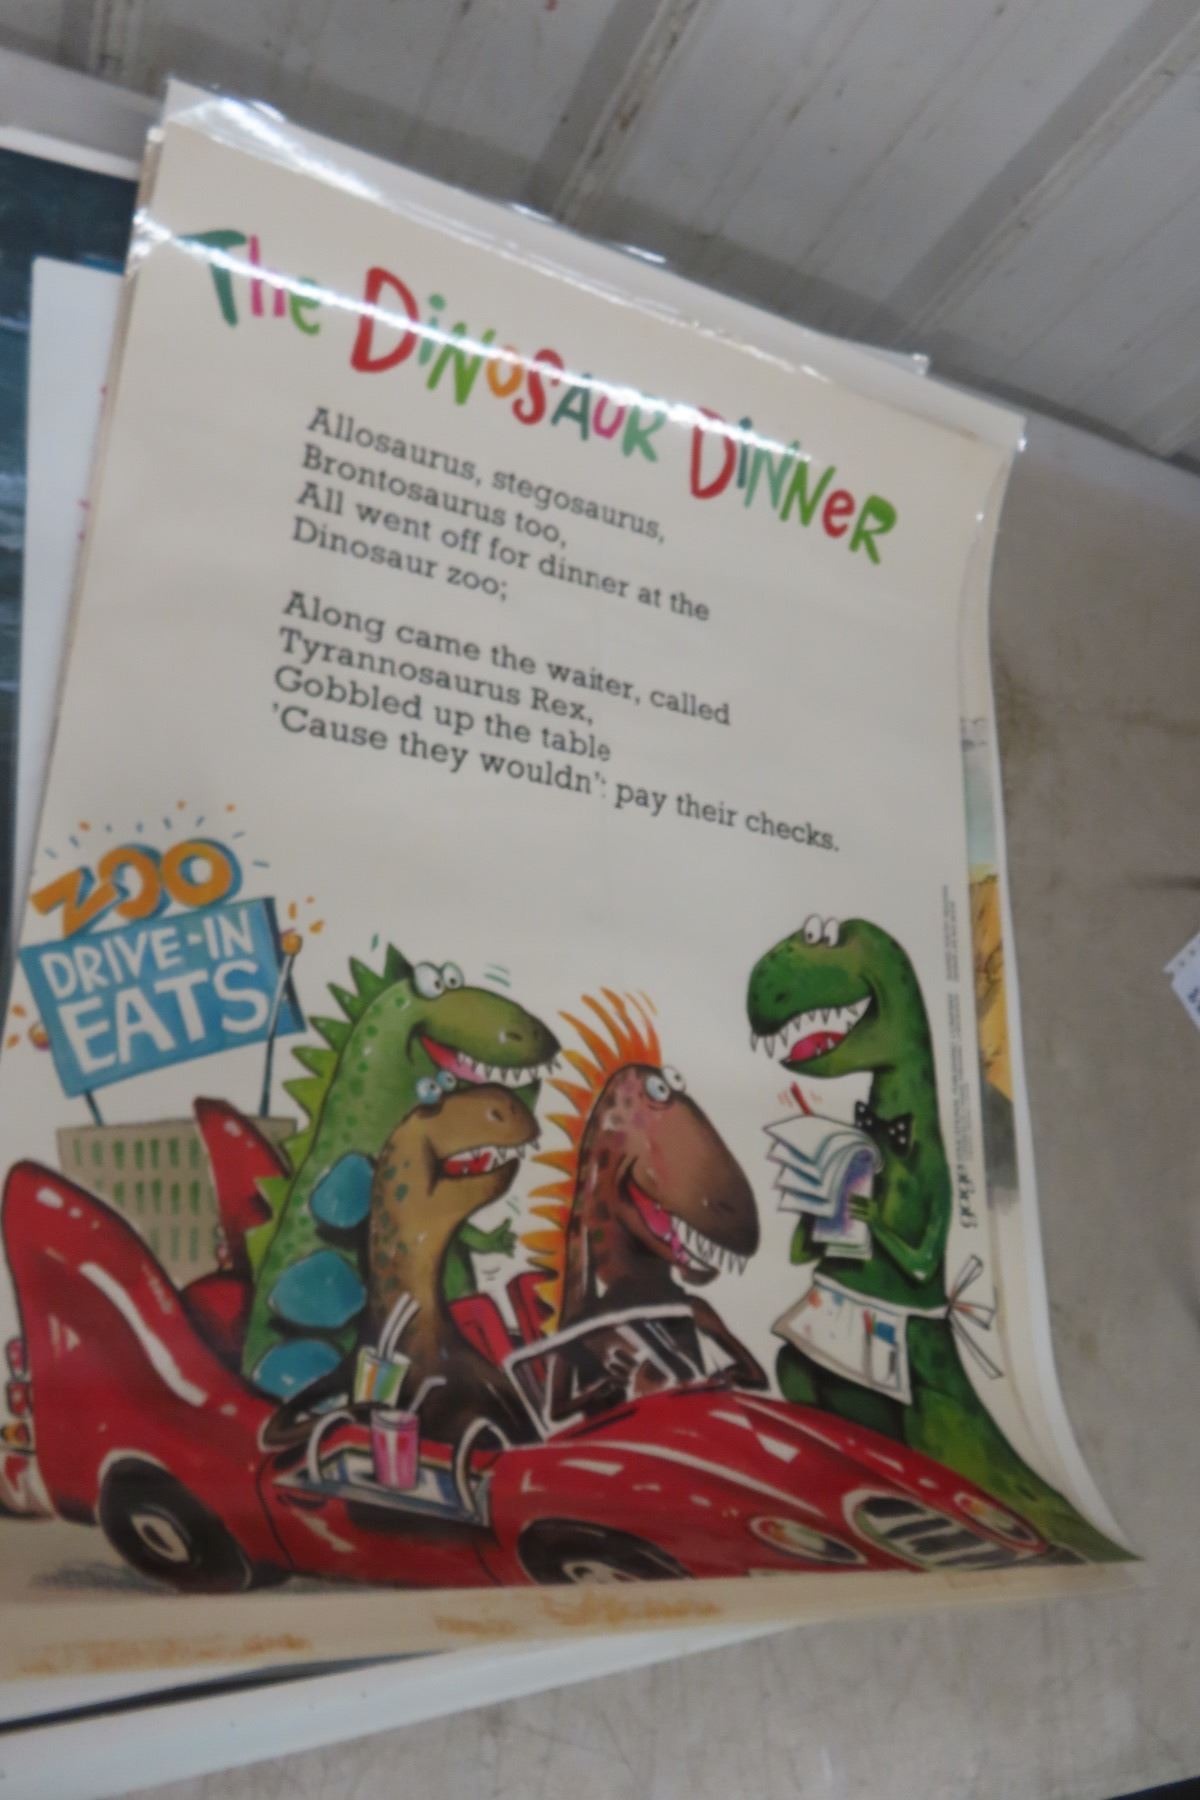 The Dinosaur Dinner
Allosaurus, stegosaurus,
Brontosaurus too,
All went off for dinner at the
Dinosaur zoo;
Along came the waiter, called
Tyrannosaurus Rex,
Gobbled up the table
'Cause they wouldn't pay their checks.
ZOO
DRIVE-IN
EATS